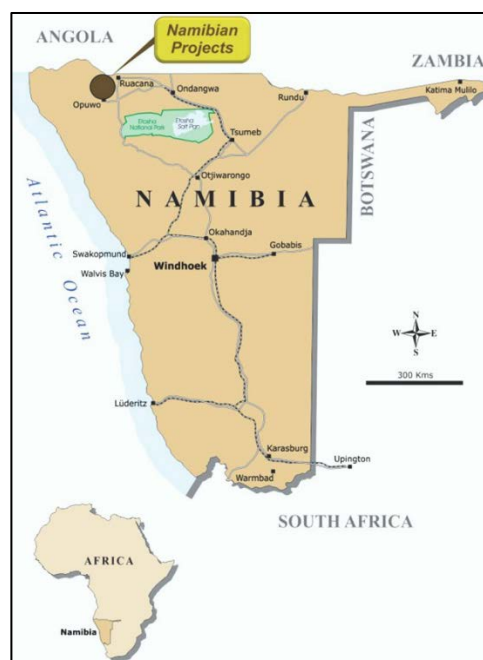 ANGOLA
Namibian
Projects
ZAMBIA
Ruacana
Ondangwa
Rundu
Katima Mulilo
Opuwo
Etosha
National Park
Etosha
Salt Pan
Tsumeb
Otjiwarongo
NAMIBIA
BOTSWANA
Atlantic Ocean
Okahandja
Swakopmund
Gobabis
Walvis Bay
Windhoek
N
W
E
S
300 Kms
Lüderitz
Karasburg
Upington
Warmbad
SOUTH AFRICA
AFRICA
Namibia